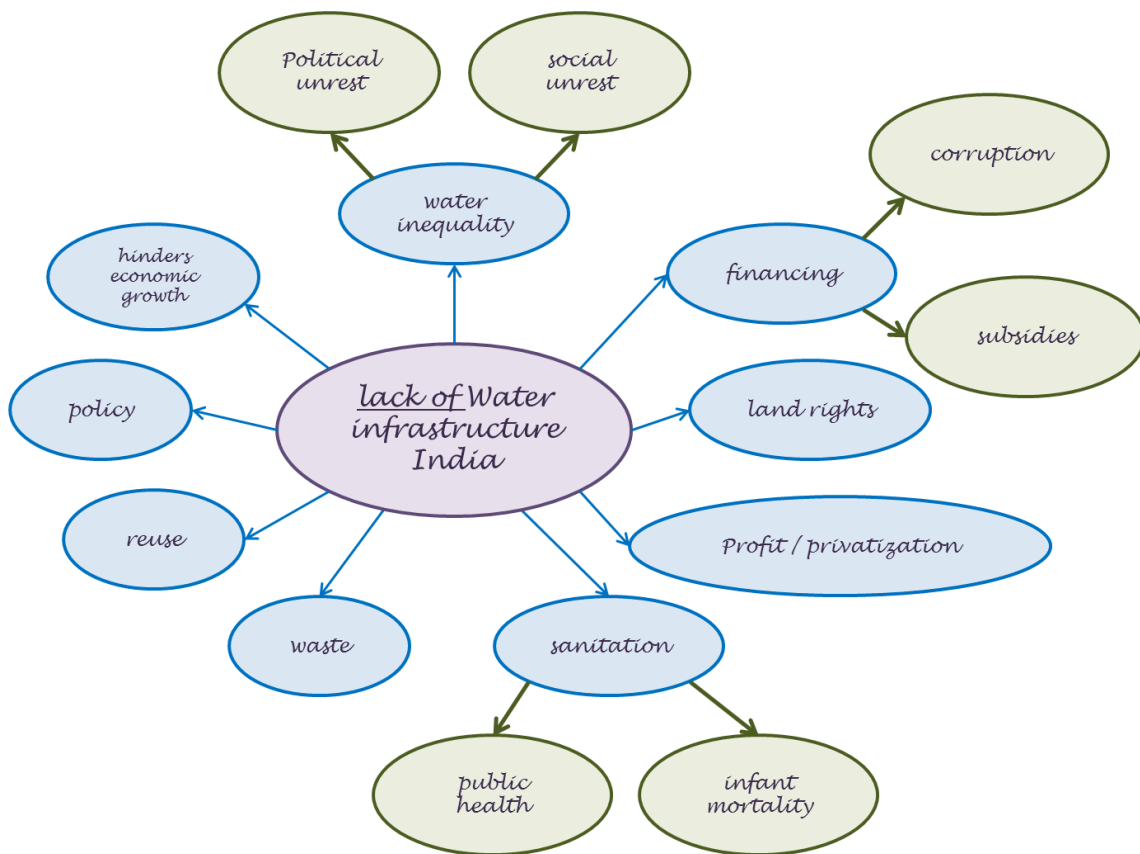 Political
unrest
social
unrest
corruption
water
inequality
hinders
economic
growth
financing
subsidies
lack of Water
infrastructure
India
policy
land rights
reuse
Profit / privatization
waste
sanitation
public
health
infant
mortality